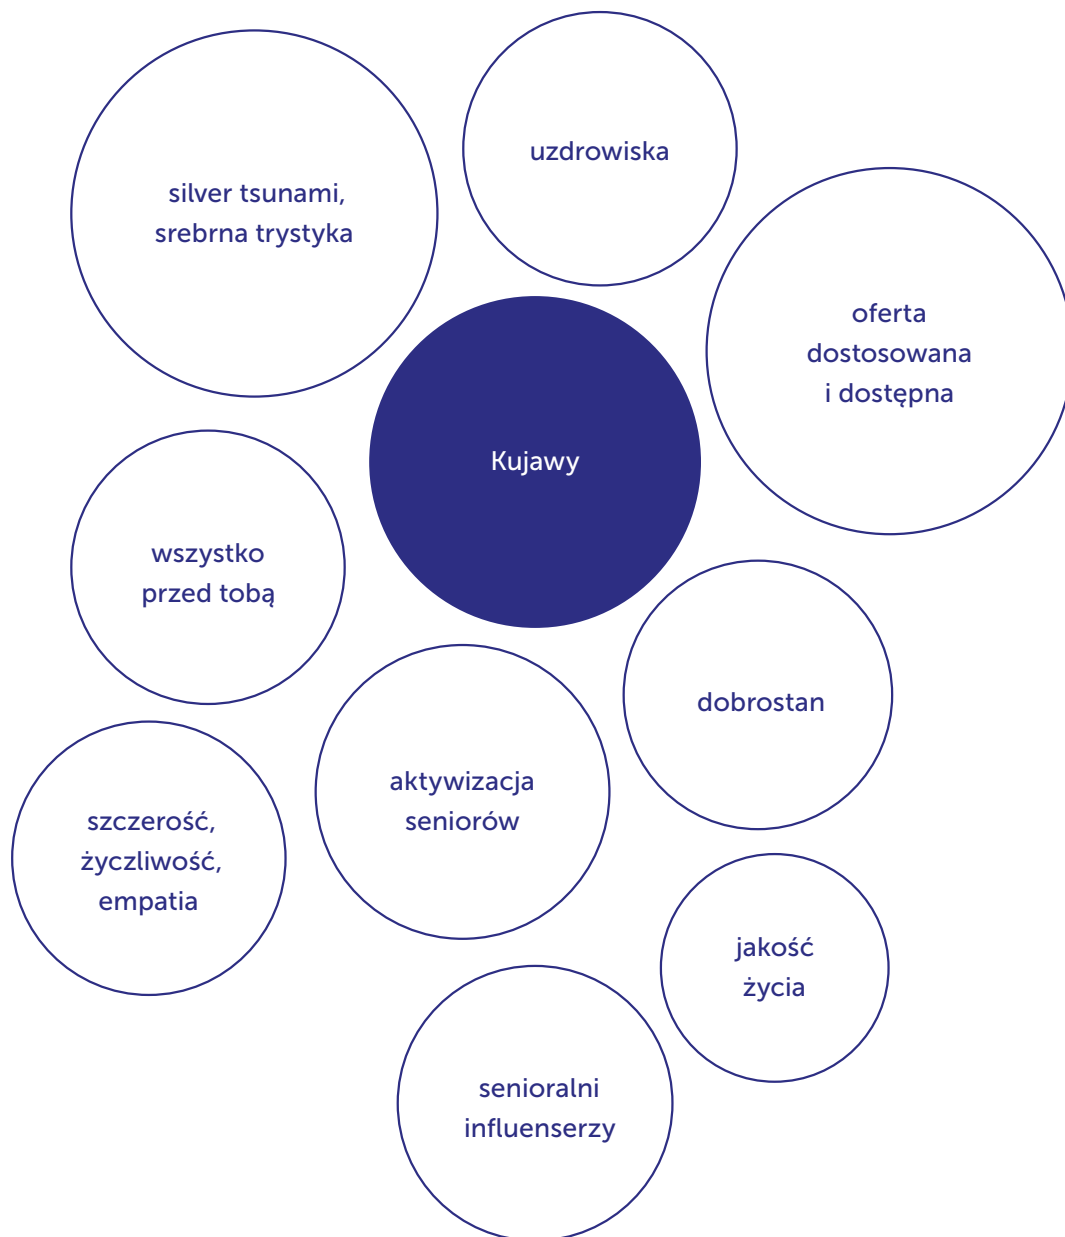 silver tsunami,
srebrna trystyka
uzdrowiska
oferta
dostosowana
i dostępna
Kujawy
wszystko
przed tobą
dobrostan
aktywizacja
seniorów
szczerość,
życzliwość,
empatia
jakość
życia
senioralni
influenserzy